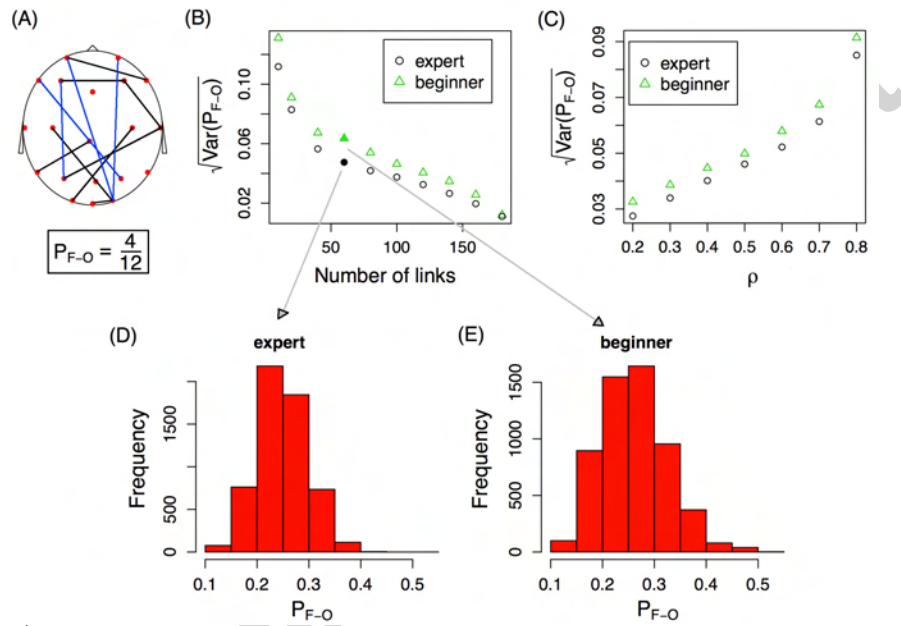 (A)
P_F−O = 4/12
(B)
√Var(P_F−O)
0.02 0.06 0.10
expert
beginner
50 100 150
Number of links
(C)
√Var(P_F−O)
0.03 0.05 0.07 0.09
expert
beginner
0.2 0.3 0.4 0.5 0.6 0.7 0.8
ρ
(D)
expert
Frequency
0 500 1500
0.1 0.2 0.3 0.4 0.5
P_F−O
(E)
beginner
Frequency
0 500 1000 1500
0.1 0.2 0.3 0.4 0.5
P_F−O